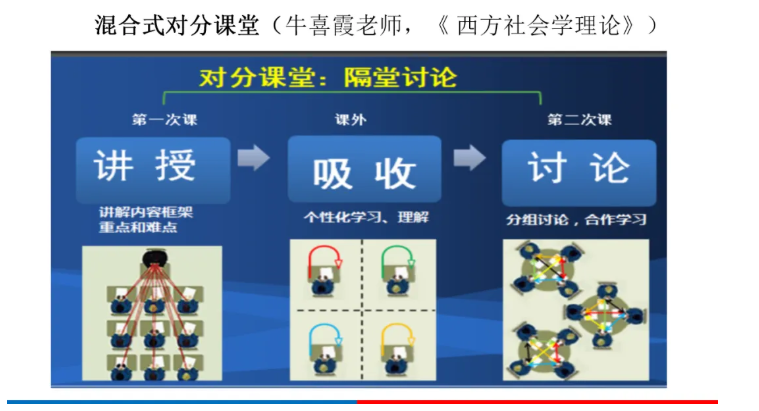 混合式对分课堂（牛喜霞老师，《 西方社会学理论》）
对分课堂：隔堂讨论
第一次课
课外
第二次课
讲 授
吸 收
讨 论
讲解内容框架
重点和难点
个性化学习、理解
分组讨论，合作学习